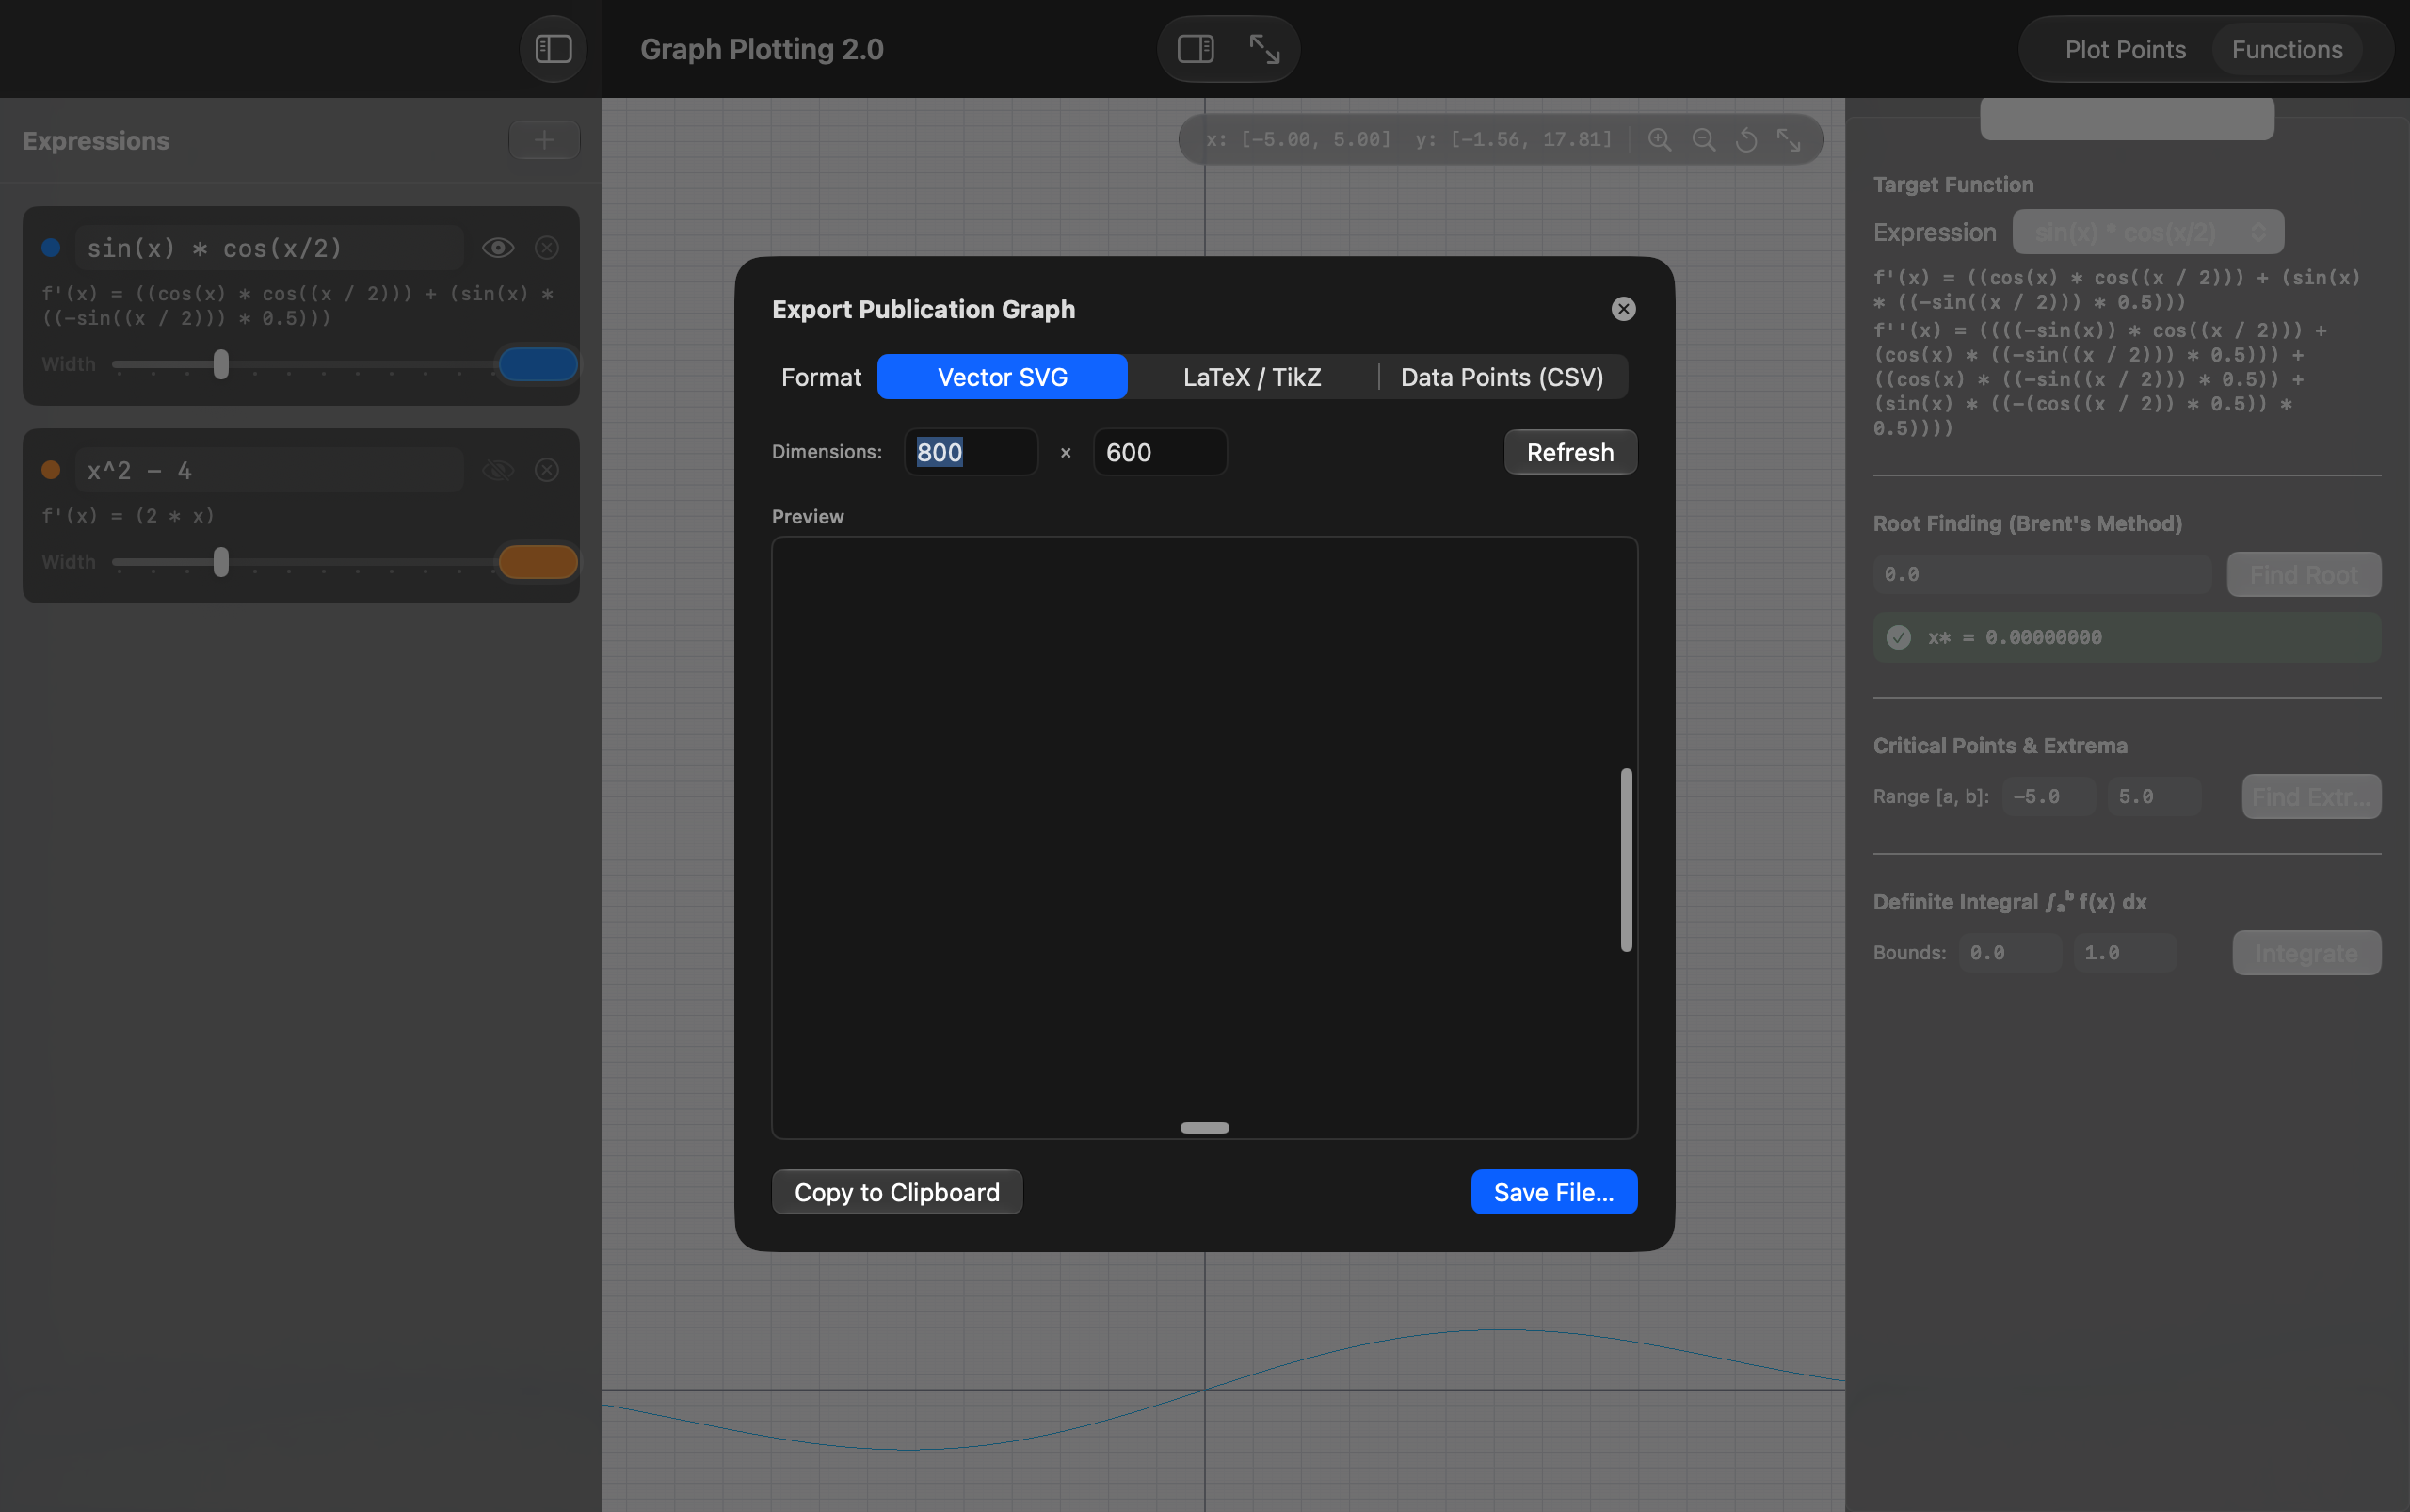 Graph Plotting 2.0
Plot Points Functions
Expressions
sin(x) * cos(x/2)
f'(x) = ((cos(x) * cos((x / 2))) + (sin(x) *
((-sin((x / 2))) * 0.5)))
Width
x^2 - 4
f'(x) = (2 * x)
Width
x: [-5.00, 5.00] y: [-1.56, 17.81]
Export Publication Graph
Format Vector SVG LaTeX / TikZ Data Points (CSV)
Dimensions: 800 × 600 Refresh
Preview
Copy to Clipboard Save File...
Target Function
Expression sin(x) * cos(x/2)
f'(x) = ((cos(x) * cos((x / 2))) + (sin(x)
* ((-sin((x / 2))) * 0.5)))
f''(x) = ((((-sin(x)) * cos((x / 2))) +
(cos(x) * ((-sin((x / 2))) * 0.5))) +
((cos(x) * ((-sin((x / 2))) * 0.5)) +
(sin(x) * ((-(cos((x / 2)) * 0.5)) *
0.5))))
Root Finding (Brent's Method)
0.0 Find Root
x* = 0.00000000
Critical Points & Extrema
Range [a, b]: -5.0 5.0 Find Extr...
Definite Integral ∫ₐᵇ f(x) dx
Bounds: 0.0 1.0 Integrate